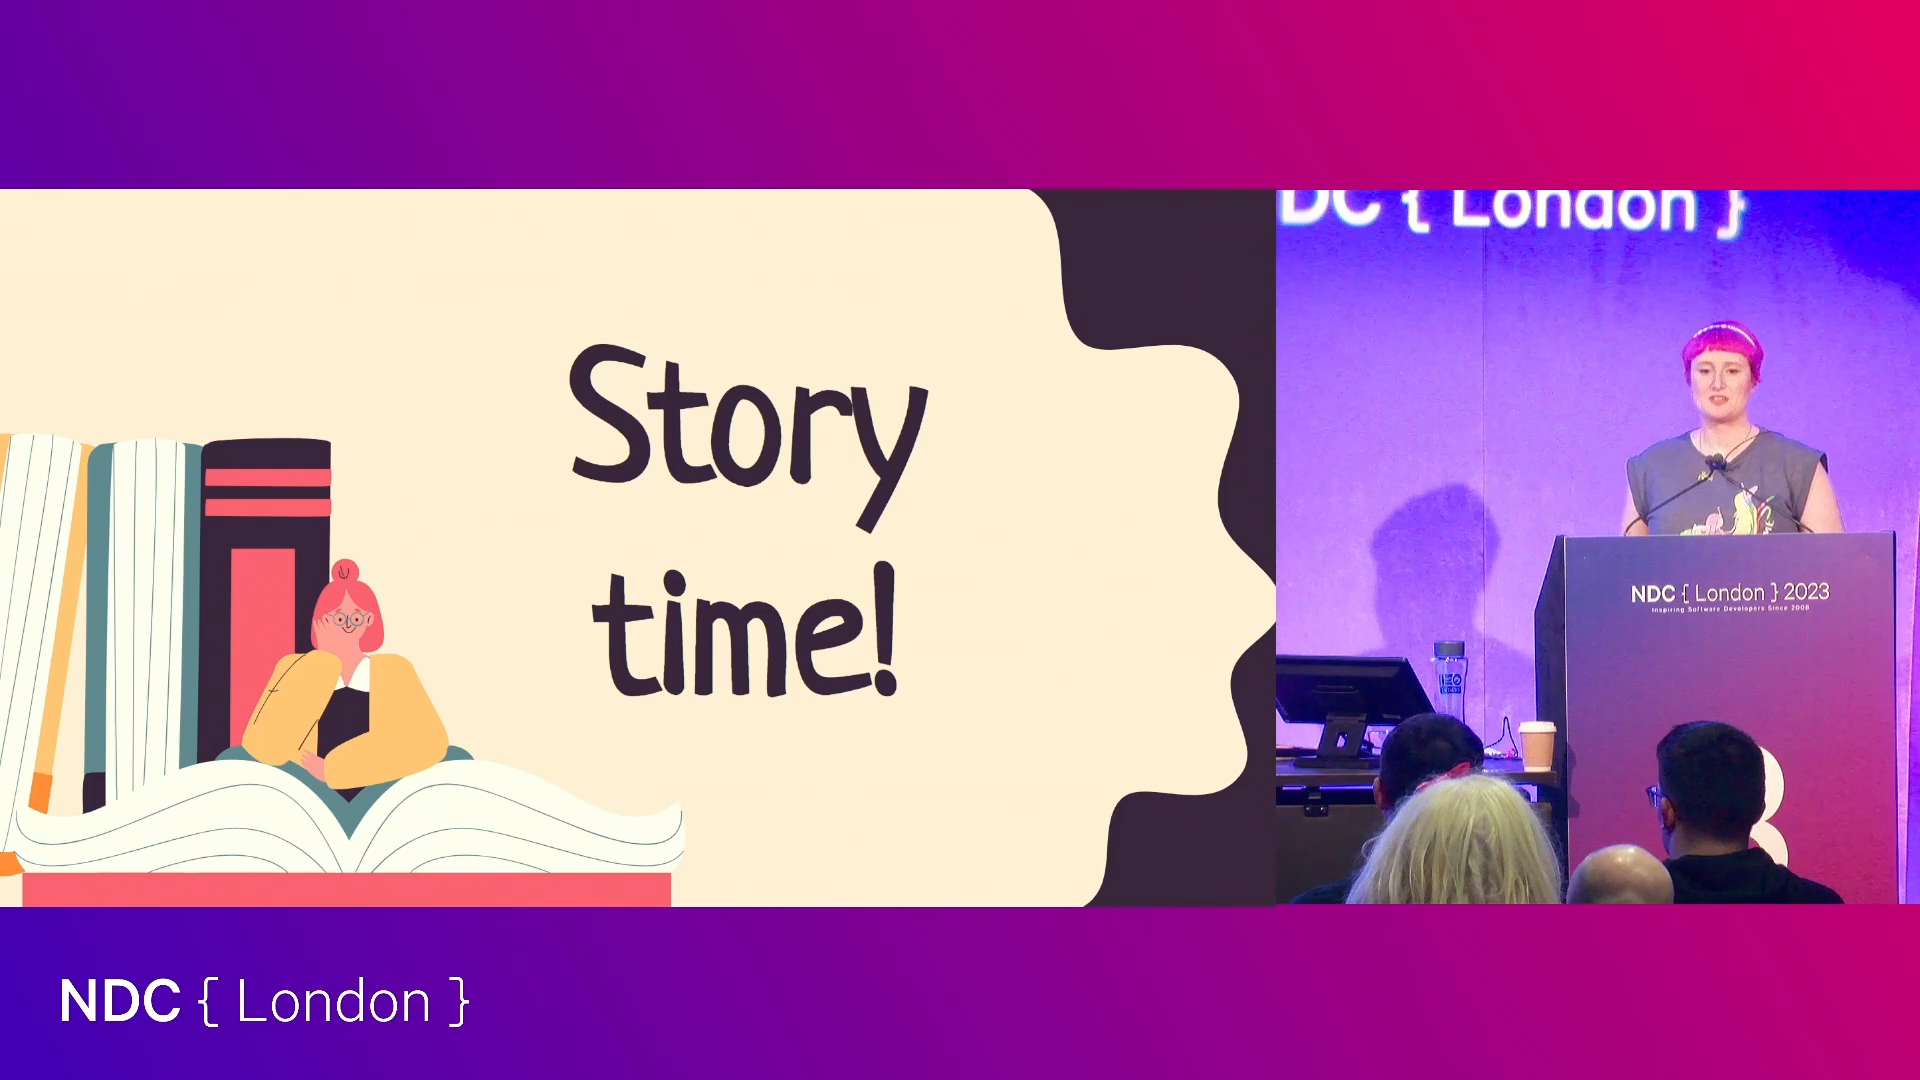 Story
time!
DC { London }
NDC { London } 2023
Inspiring Software Developers Since 2008
NDC { London }